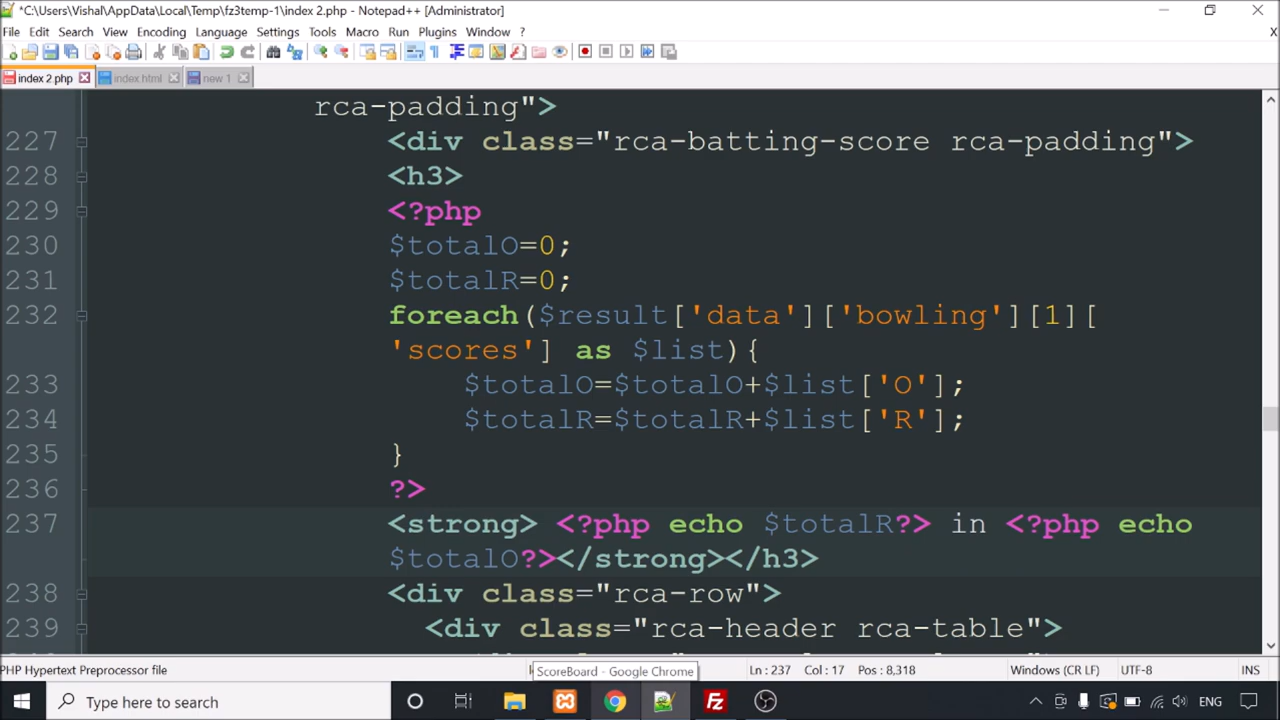 *C:\Users\Vishal\AppData\Local\Temp\fz3temp-1\index 2.php - Notepad++ [Administrator]
File Edit Search View Encoding Language Settings Tools Macro Run Plugins Window ? X
index 2.php index.html new 1
rca-padding">
227 <div class="rca-batting-score rca-padding">
228 <h3>
229 <?php
230 $totalO=0;
231 $totalR=0;
232 foreach($result['data']['bowling'][1][
'scores'] as $list){
233 $totalO=$totalO+$list['O'];
234 $totalR=$totalR+$list['R'];
235 }
236 ?>
237 <strong> <?php echo $totalR?> in <?php echo
$totalO?></strong></h3>
238 <div class="rca-row">
239 <div class="rca-header rca-table">
PHP Hypertext Preprocessor file ScoreBoard - Google Chrome Ln : 237 Col : 17 Pos : 8,318 Windows (CR LF) UTF-8 INS
Type here to search ENG